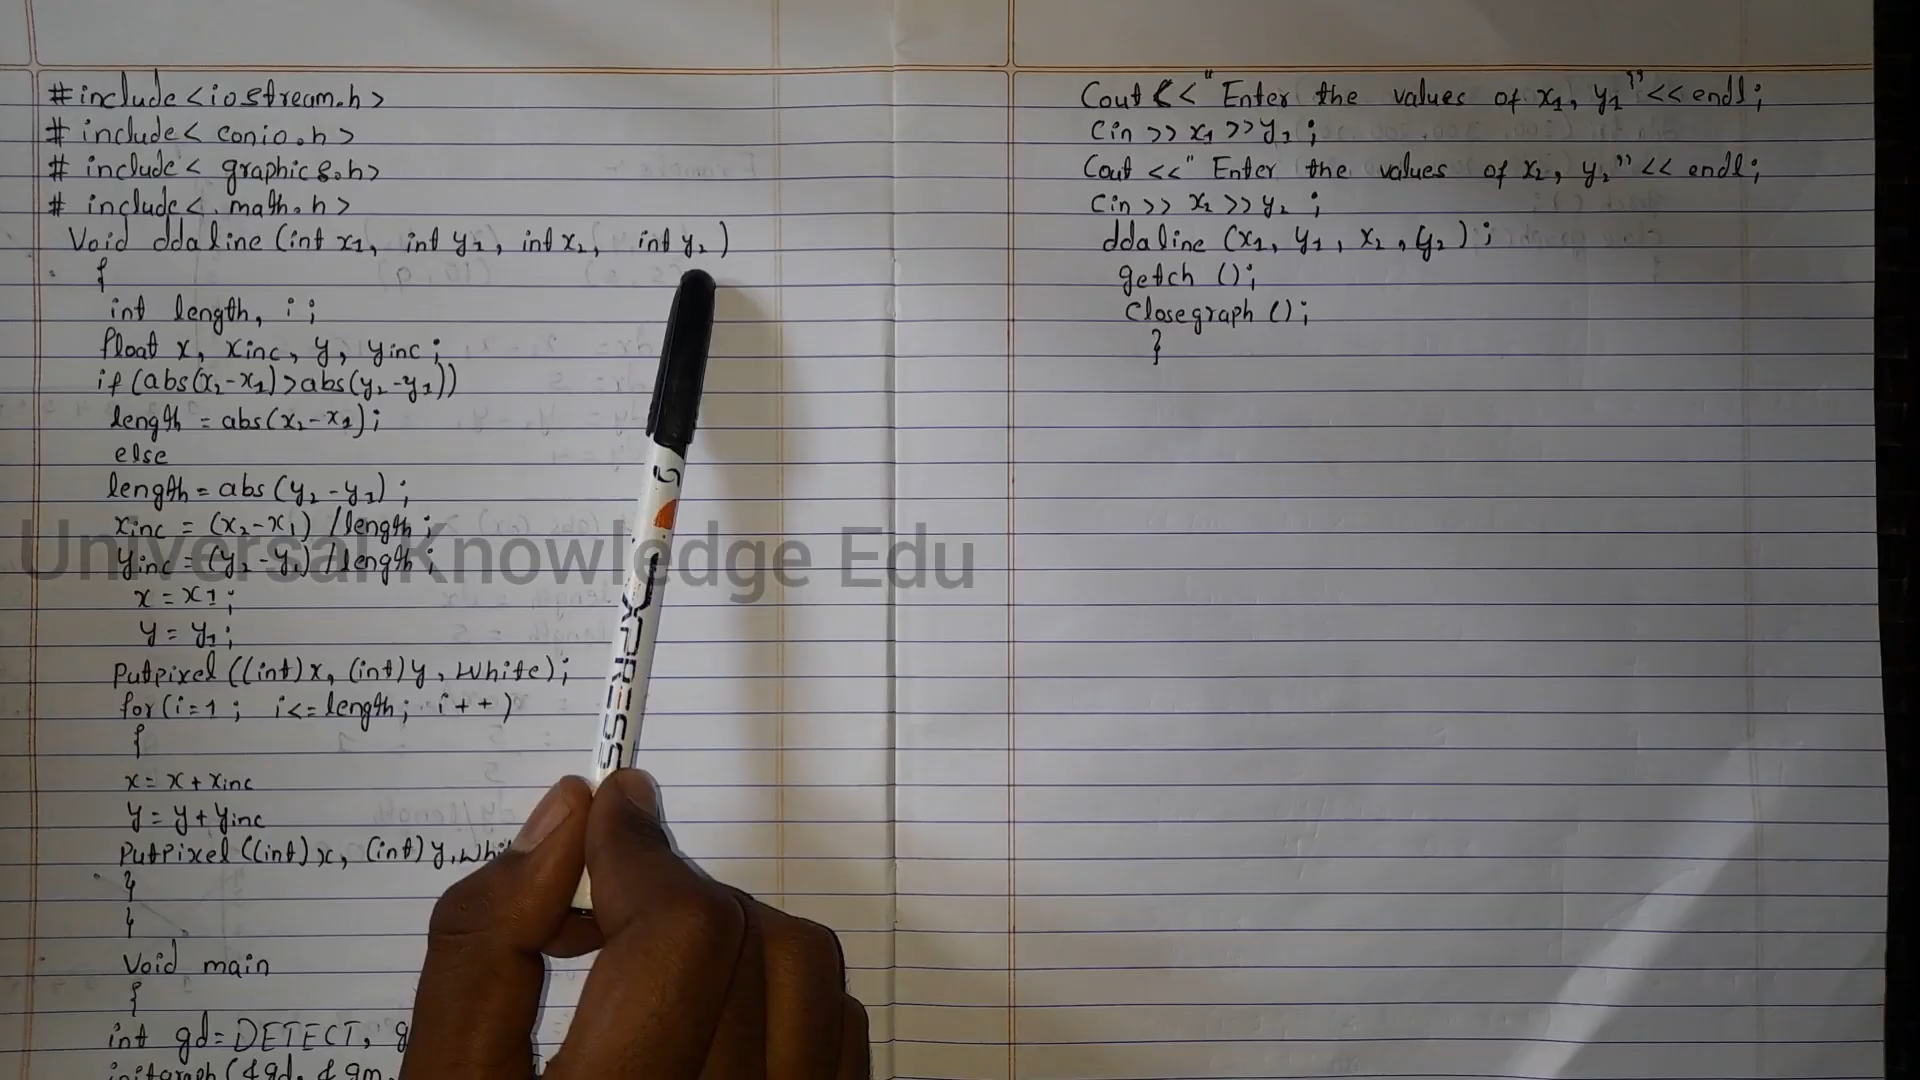 #include<iostream.h>
# include< conio.h>
# include< graphics.h>
# include< math.h>
Void ddaline (int x₁, int y₁, int x₂, int y₂)
{
int length, i ;
float x, xinc, y, yinc ;
if (abs(x₂-x₁)>abs(y₂-y₁))
length = abs(x₂-x₁);
else
length = abs (y₂-y₁) ;
xinc = (x₂-x₁) /length ;
yinc = (y₂-y₁) /length ;
x = x₁ ;
y = y₁ ;
Putpixel ((int)x, (int)y, White);
for(i=1 ; i<=length; i++)
{
x = x + xinc
y = y + yinc
PutPixel ((int)x, (int)y,
}
}
Void main
{
int gd = DETECT,
initgraph (&gd, &gm,
Cout << "Enter the values of x₁, y₁" << endl;
Cin >> x₁ >> y₁ ;
Cout <<" Enter the values of x₂, y₂" << endl;
Cin >> x₂ >> y₂ ;
ddaline (x₁, y₁, x₂, y₂) ;
getch ();
Closegraph ();
}
Universal Knowledge Edu
XPRESS